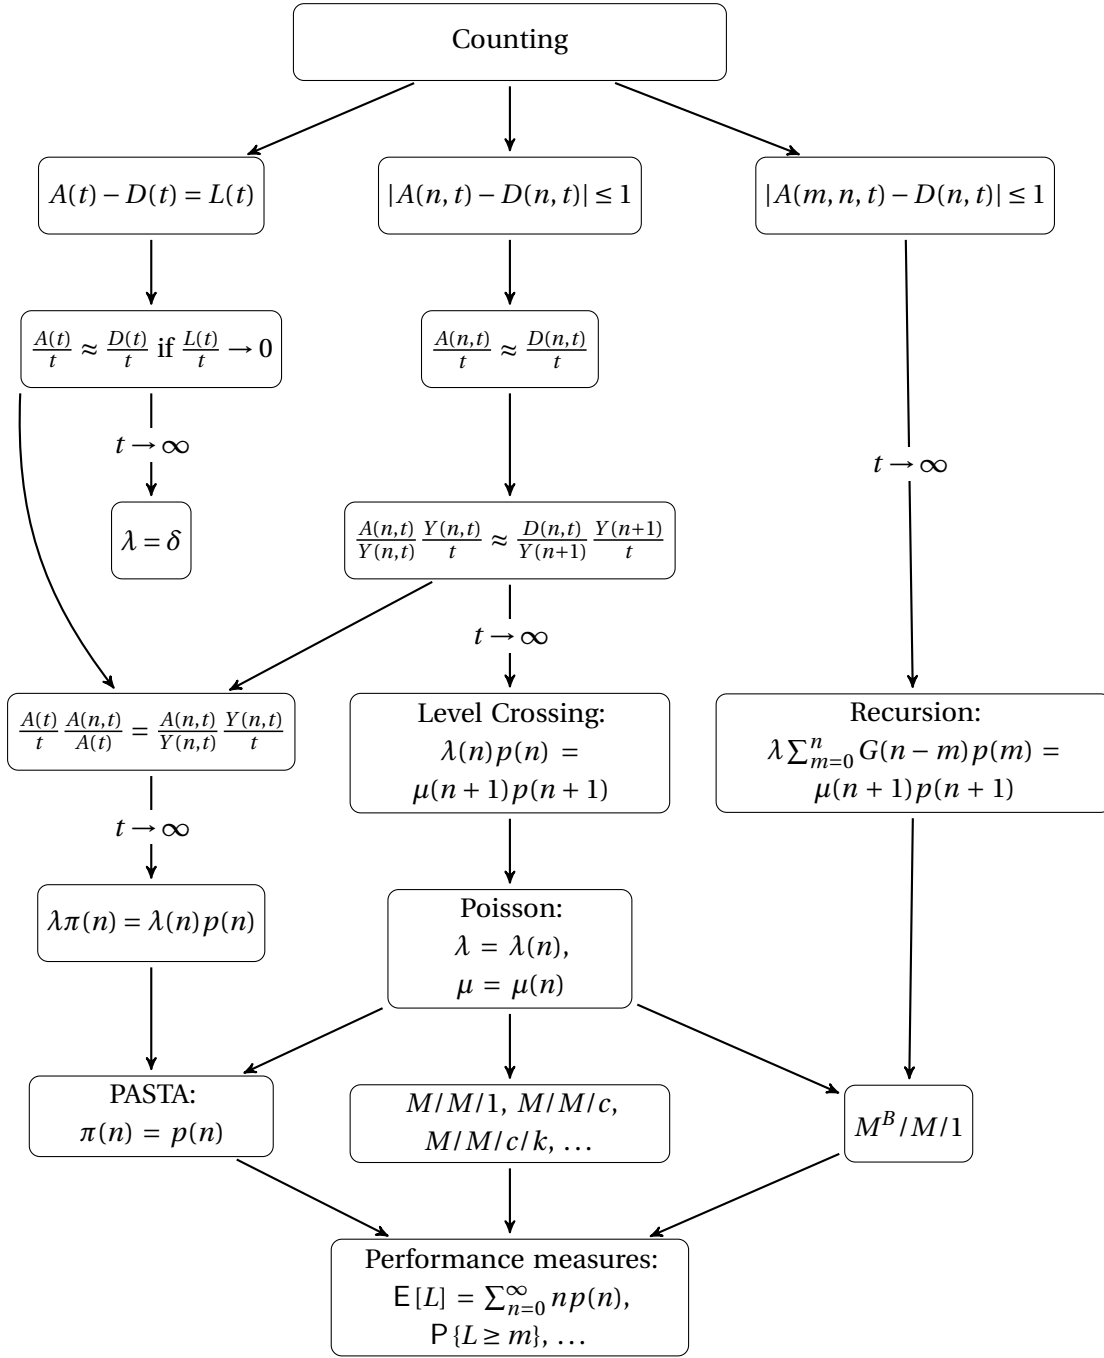 Counting
A(t) − D(t) = L(t)
|A(n, t) − D(n, t)| ≤ 1
|A(m, n, t) − D(n, t)| ≤ 1
A(t)/t ≈ D(t)/t if L(t)/t → 0
A(n,t)/t ≈ D(n,t)/t
t → ∞
t → ∞
λ = δ
A(n,t)/Y(n,t) Y(n,t)/t ≈ D(n,t)/Y(n+1) Y(n+1)/t
t → ∞
A(t)/t A(n,t)/A(t) = A(n,t)/Y(n,t) Y(n,t)/t
Level Crossing:
λ(n)p(n) =
μ(n + 1)p(n + 1)
Recursion:
λ∑_{m=0}^{n} G(n − m)p(m) =
μ(n + 1)p(n + 1)
t → ∞
λπ(n) = λ(n)p(n)
Poisson:
λ = λ(n),
μ = μ(n)
PASTA:
π(n) = p(n)
M/M/1, M/M/c,
M/M/c/k, …
M^B/M/1
Performance measures:
E[L] = ∑_{n=0}^{∞} np(n),
P{L ≥ m}, …